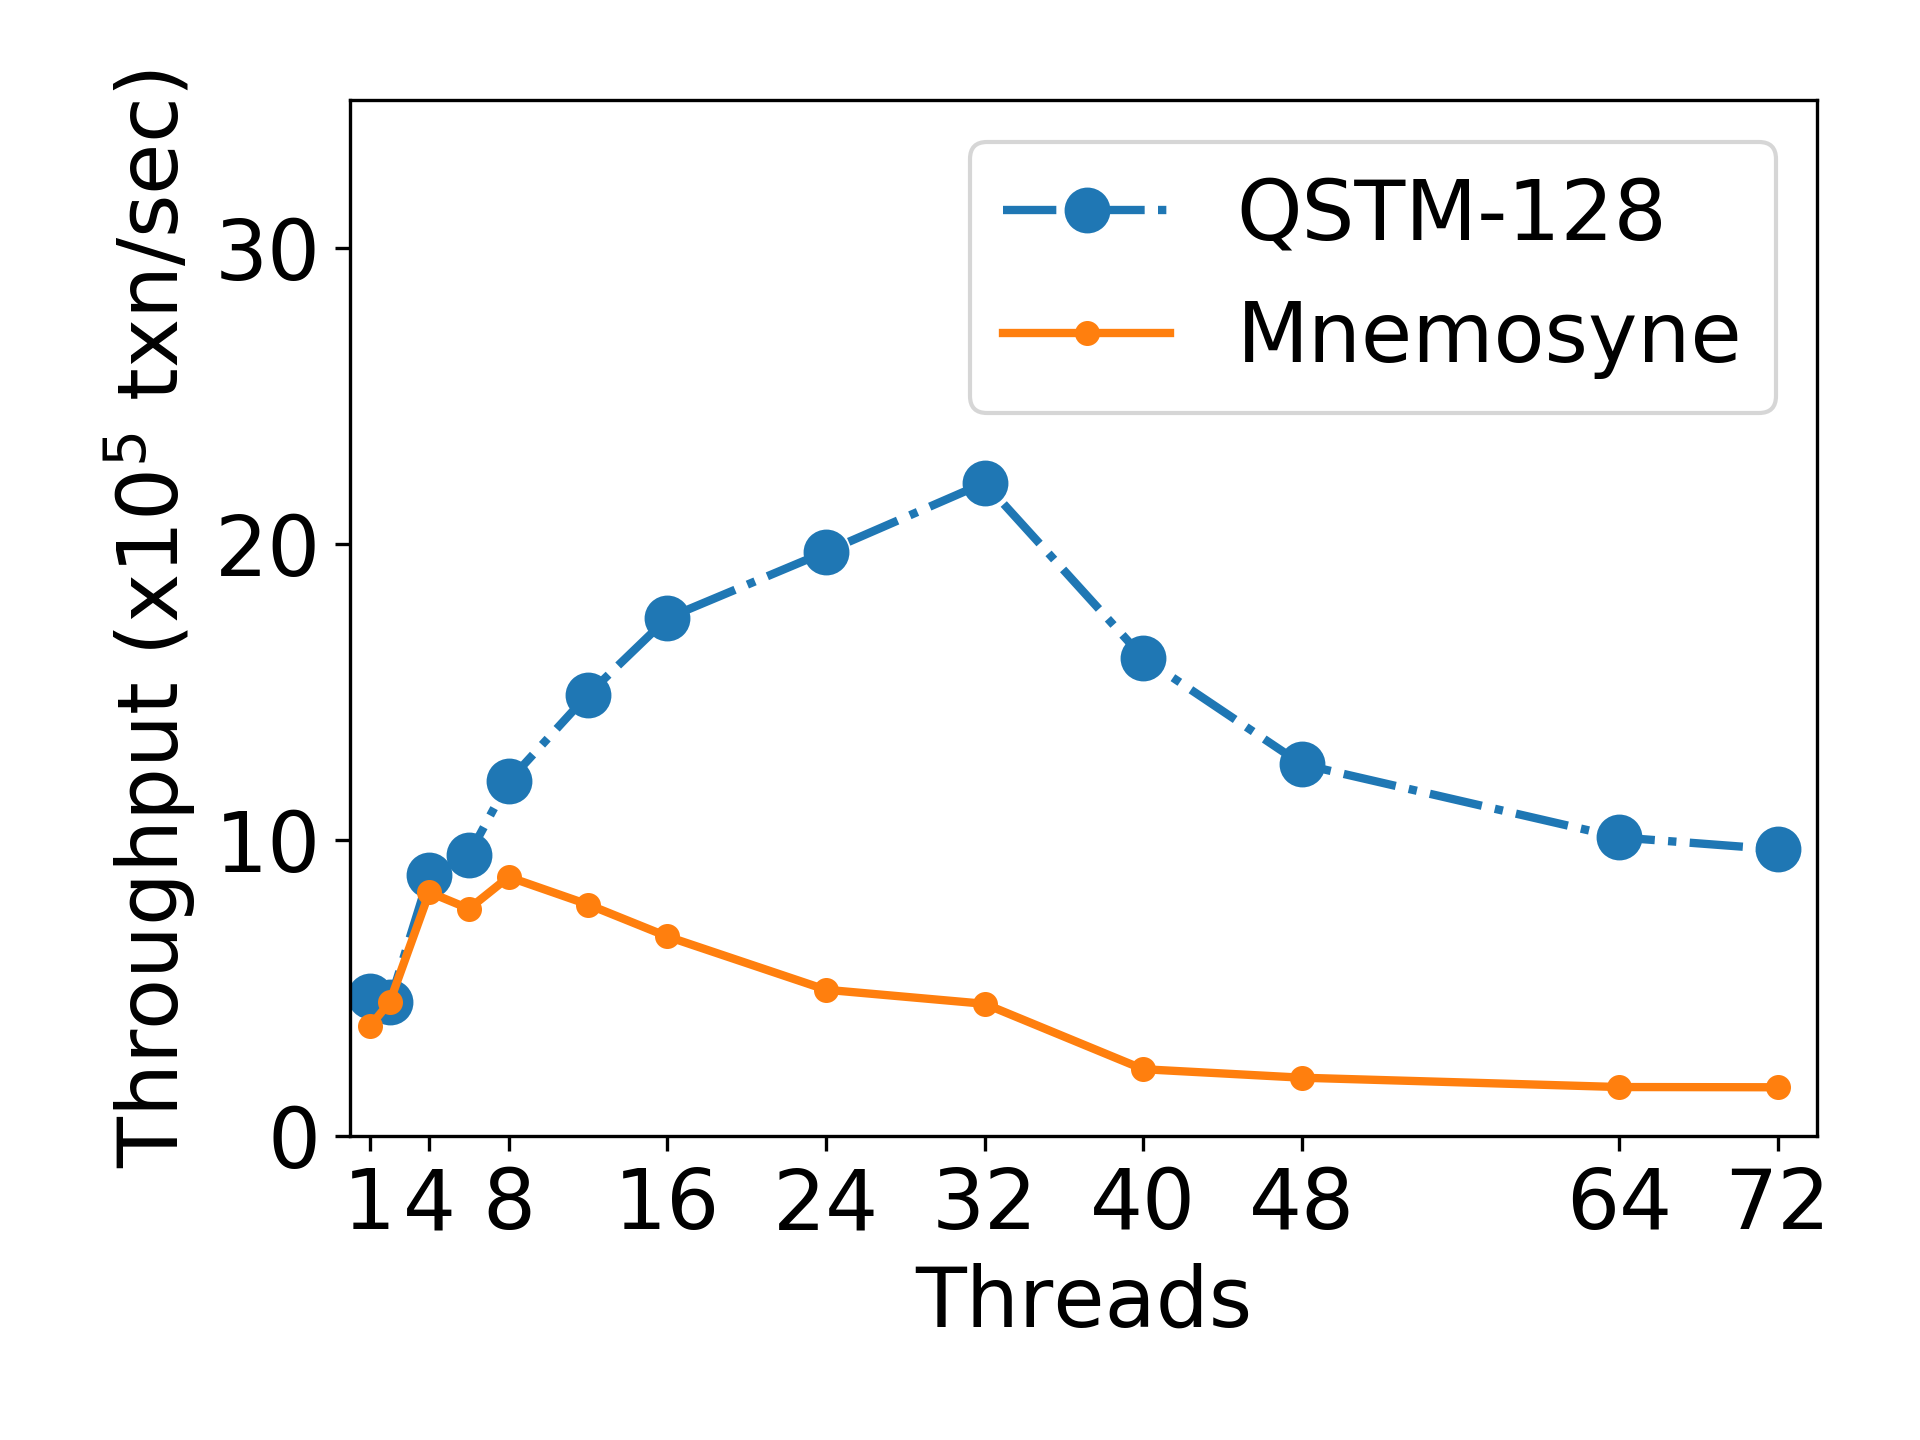 Throughput (x10⁵ txn/sec)
30
20
10
0
QSTM-128
Mnemosyne
1 4 8 16 24 32 40 48 64 72
Threads